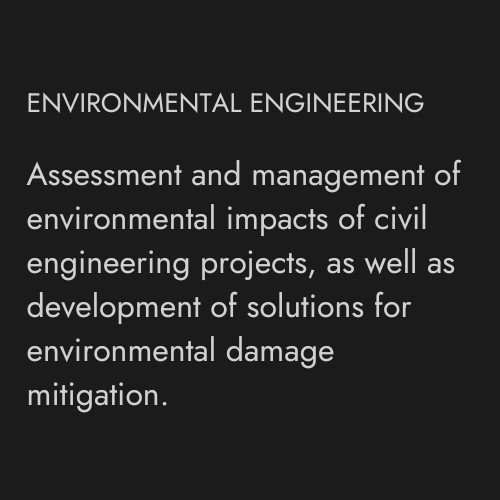 ENVIRONMENTAL ENGINEERING
Assessment and management of
environmental impacts of civil
engineering projects, as well as
development of solutions for
environmental damage
mitigation.